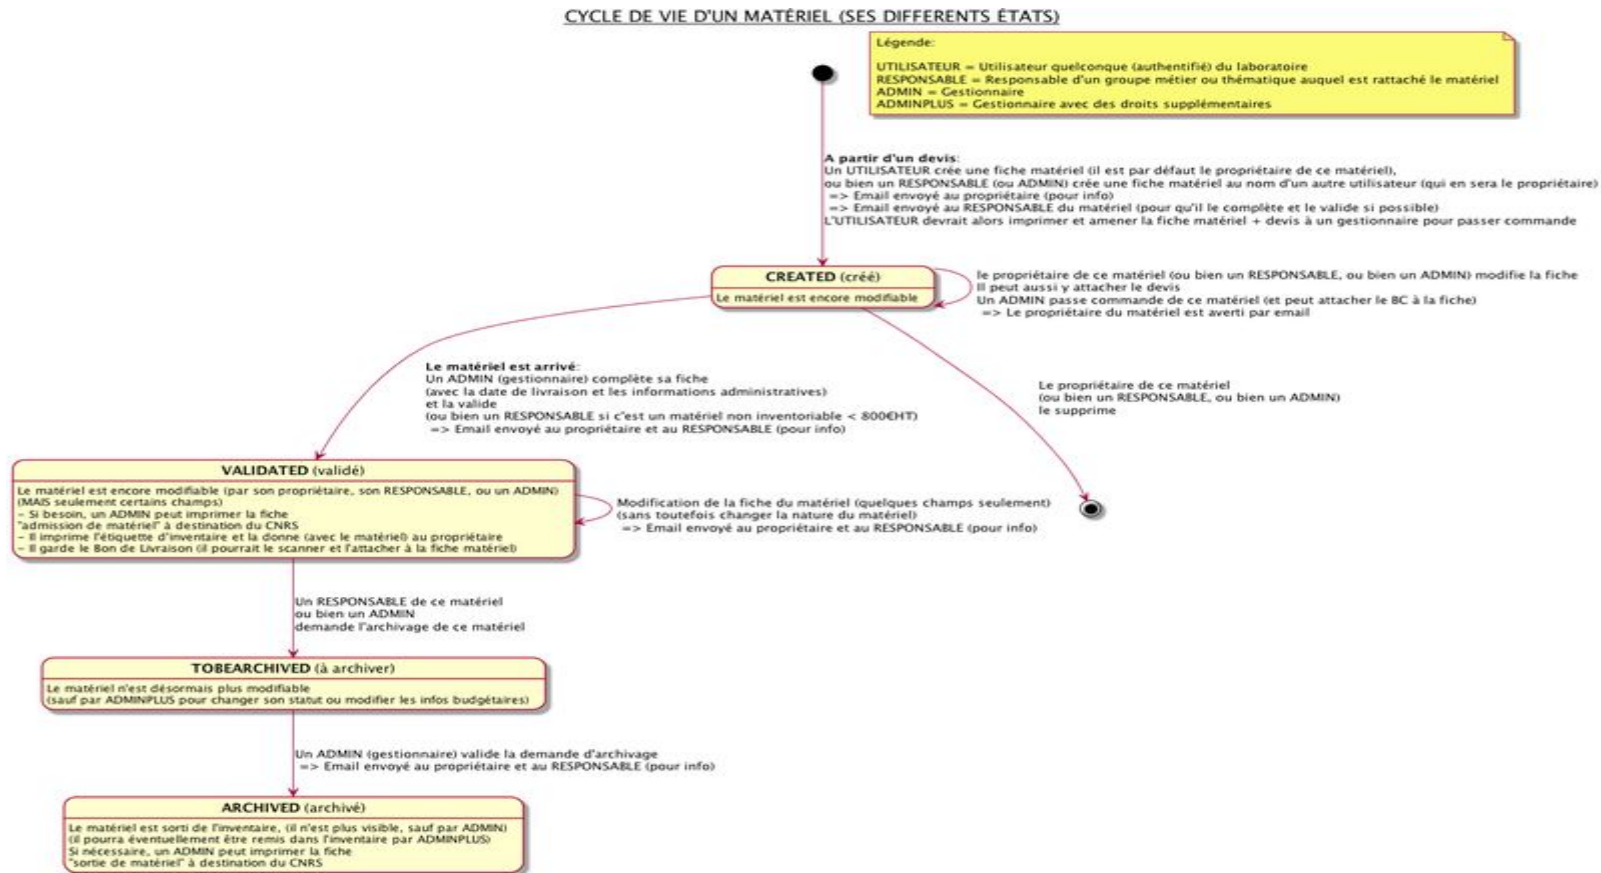 CYCLE DE VIE D'UN MATÉRIEL (SES DIFFERENTS ÉTATS)
Légende:
UTILISATEUR = Utilisateur quelconque (authentifié) du laboratoire
RESPONSABLE = Responsable d'un groupe métier ou thématique auquel est rattaché le matériel
ADMIN = Gestionnaire
ADMINPLUS = Gestionnaire avec des droits supplémentaires
A partir d'un devis:
Un UTILISATEUR crée une fiche matériel (il est par défaut le propriétaire de ce matériel),
ou bien un RESPONSABLE (ou ADMIN) crée une fiche matériel au nom d'un autre utilisateur (qui en sera le propriétaire)
=> Email envoyé au propriétaire (pour info)
=> Email envoyé au RESPONSABLE du matériel (pour qu'il le complète et le valide si possible)
L'UTILISATEUR devrait alors imprimer et amener la fiche matériel + devis à un gestionnaire pour passer commande
CREATED (créé)
Le matériel est encore modifiable
le propriétaire de ce matériel (ou bien un RESPONSABLE, ou bien un ADMIN) modifie la fiche
Il peut aussi y attacher le devis
Un ADMIN passe commande de ce matériel (et peut attacher le BC à la fiche)
=> Le propriétaire du matériel est averti par email
Le matériel est arrivé:
Un ADMIN (gestionnaire) complète sa fiche
(avec la date de livraison et les informations administratives)
et la valide
(ou bien un RESPONSABLE si c'est un matériel non inventoriable < 800€HT)
=> Email envoyé au propriétaire et au RESPONSABLE (pour info)
Le propriétaire de ce matériel
(ou bien un RESPONSABLE, ou bien un ADMIN)
le supprime
VALIDATED (validé)
Le matériel est encore modifiable (par son propriétaire, son RESPONSABLE, ou un ADMIN)
(MAIS seulement certains champs)
- Si besoin, un ADMIN peut imprimer la fiche
"admission de matériel" à destination du CNRS
- Il imprime l'étiquette d'inventaire et la donne (avec le matériel) au propriétaire
- Il garde le Bon de Livraison (il pourrait le scanner et l'attacher à la fiche matériel)
Modification de la fiche du matériel (quelques champs seulement)
(sans toutefois changer la nature du matériel)
=> Email envoyé au propriétaire et au RESPONSABLE (pour info)
Un RESPONSABLE de ce matériel
ou bien un ADMIN
demande l'archivage de ce matériel
TOBEARCHIVED (à archiver)
Le matériel n'est désormais plus modifiable
(sauf par ADMINPLUS pour changer son statut ou modifier les infos budgétaires)
Un ADMIN (gestionnaire) valide la demande d'archivage
=> Email envoyé au propriétaire et au RESPONSABLE (pour info)
ARCHIVED (archivé)
Le matériel est sorti de l'inventaire, (il n'est plus visible, sauf par ADMIN)
(il pourra éventuellement être remis dans l'inventaire par ADMINPLUS)
Si nécessaire, un ADMIN peut imprimer la fiche
"sortie de matériel" à destination du CNRS